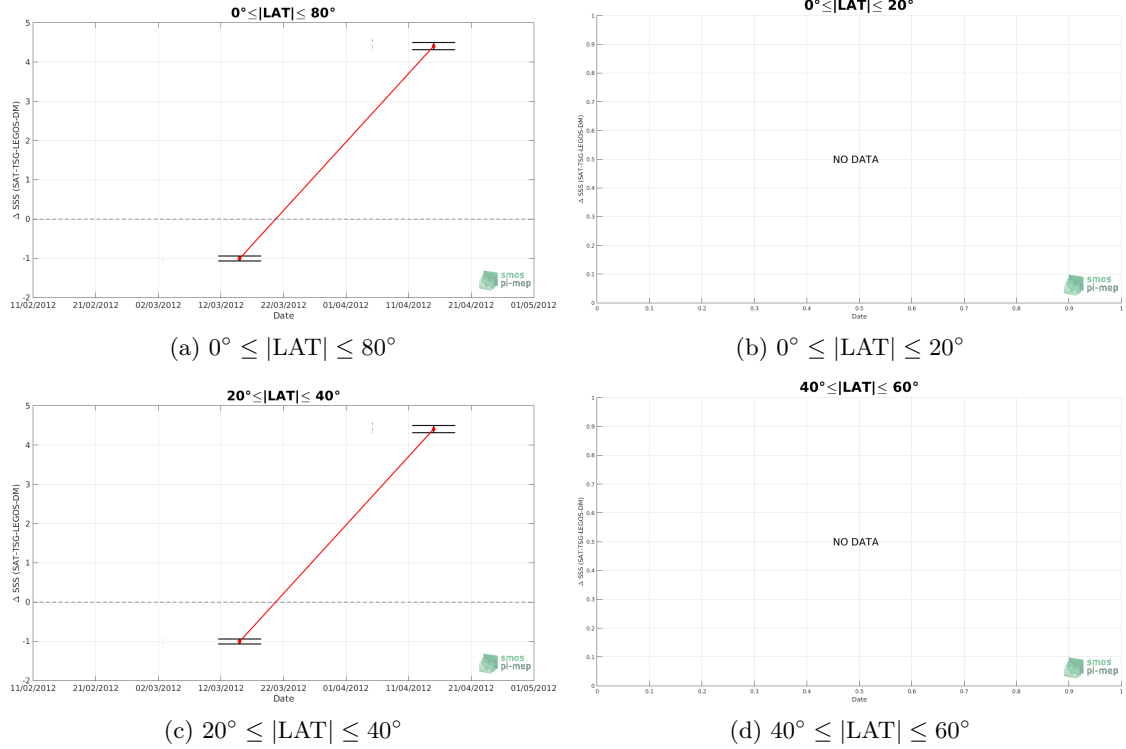 0°≤|LAT|≤ 80°
Δ SSS (SAT-TSG-LEGOS-DM)
5
4
3
2
1
0
-1
-2
11/02/2012 21/02/2012 02/03/2012 12/03/2012 22/03/2012 01/04/2012 11/04/2012 21/04/2012 01/05/2012
Date
smos
pi-mep
(a) 0° ≤ |LAT| ≤ 80°
0°≤|LAT|≤ 20°
Δ SSS (SAT-TSG-LEGOS-DM)
1
0.9
0.8
0.7
0.6
0.5
0.4
0.3
0.2
0.1
0
NO DATA
0 0.1 0.2 0.3 0.4 0.5 0.6 0.7 0.8 0.9 1
Date
smos
pi-mep
(b) 0° ≤ |LAT| ≤ 20°
20°≤|LAT|≤ 40°
Δ SSS (SAT-TSG-LEGOS-DM)
5
4
3
2
1
0
-1
-2
11/02/2012 21/02/2012 02/03/2012 12/03/2012 22/03/2012 01/04/2012 11/04/2012 21/04/2012 01/05/2012
Date
smos
pi-mep
(c) 20° ≤ |LAT| ≤ 40°
40°≤|LAT|≤ 60°
Δ SSS (SAT-TSG-LEGOS-DM)
1
0.9
0.8
0.7
0.6
0.5
0.4
0.3
0.2
0.1
0
NO DATA
0 0.1 0.2 0.3 0.4 0.5 0.6 0.7 0.8 0.9 1
Date
smos
pi-mep
(d) 40° ≤ |LAT| ≤ 60°